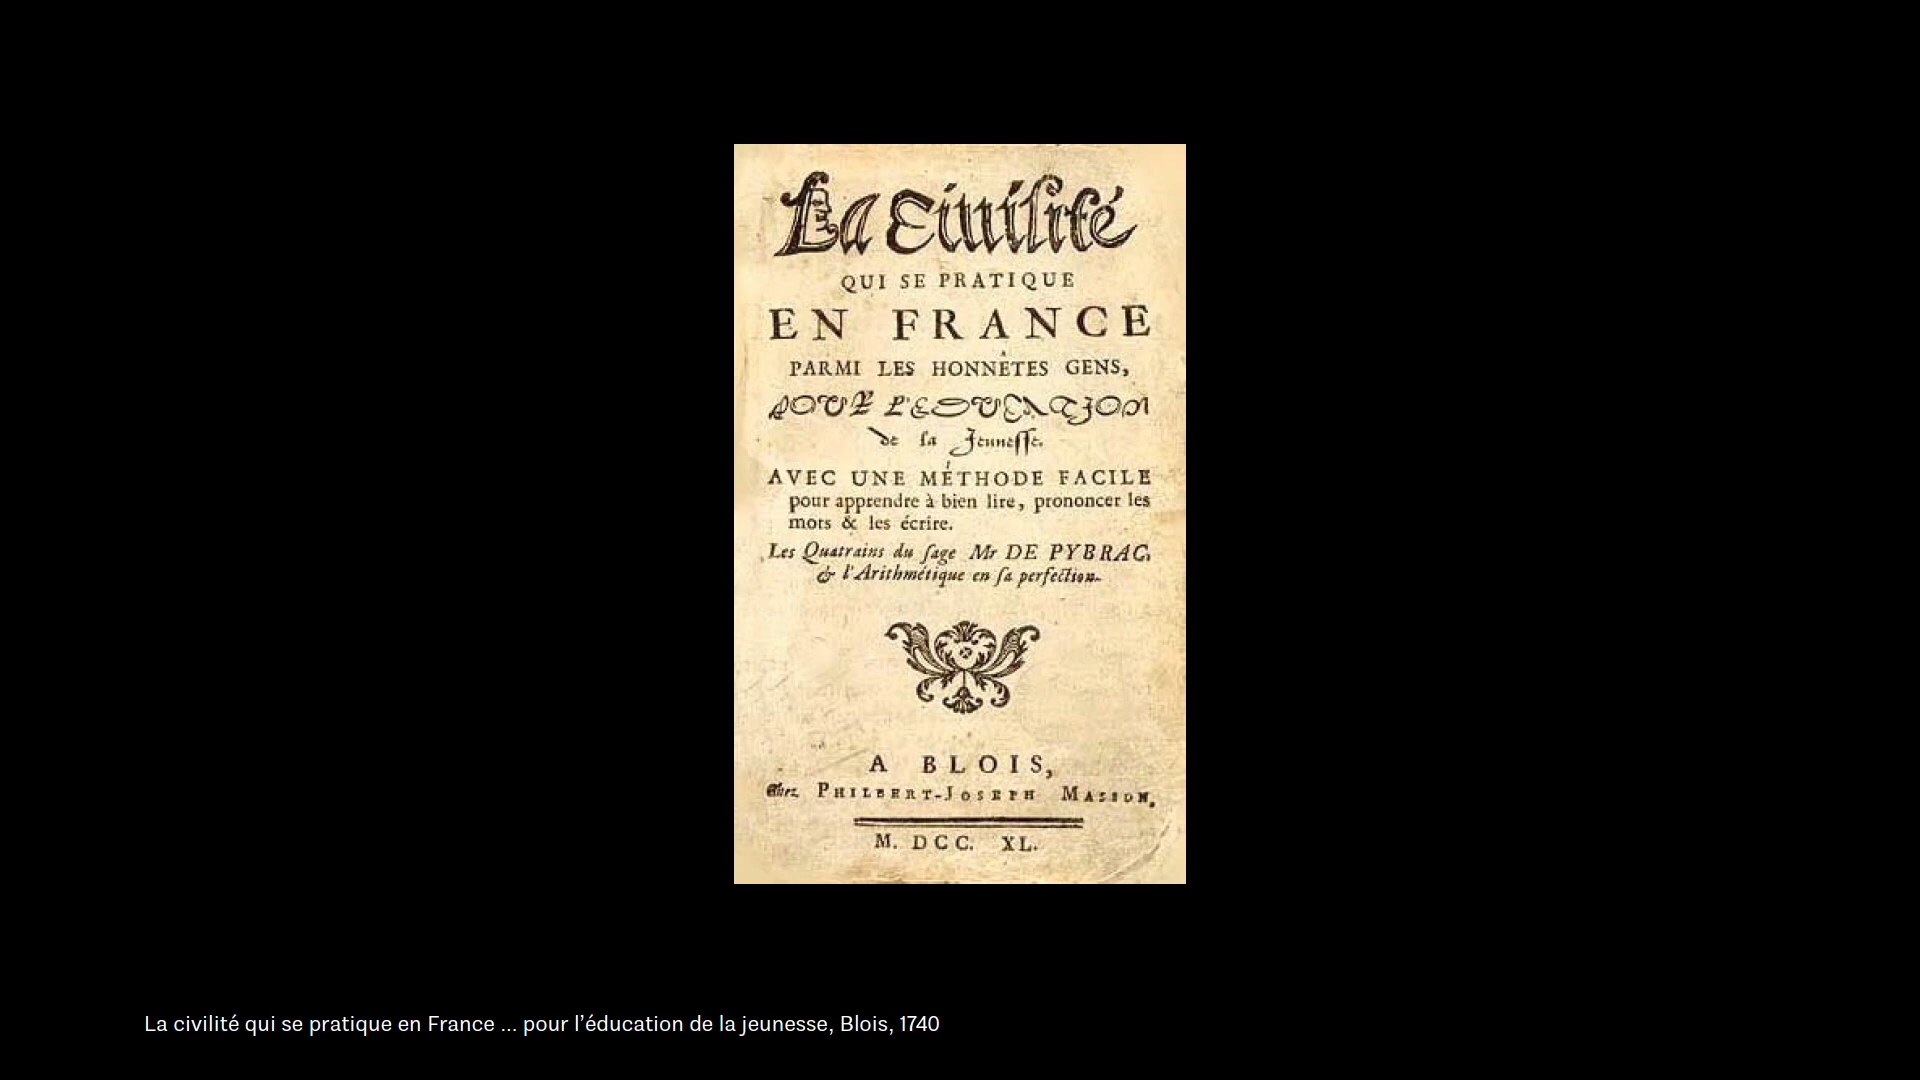 La Civilité
QUI SE PRATIQUE
EN FRANCE
PARMI LES HONNÊTES GENS,
POUR L'EDUCATION
de la Jeunesse.
AVEC UNE MÉTHODE FACILE
pour apprendre à bien lire, prononcer les
mots & les écrire.
Les Quatrains du ſage Mr DE PYBRAC,
& l'Arithmétique en ſa perfection.
A BLOIS,
Chez PHILBERT-JOSEPH MASSON,
M. DCC. XL.
La civilité qui se pratique en France ... pour l’éducation de la jeunesse, Blois, 1740